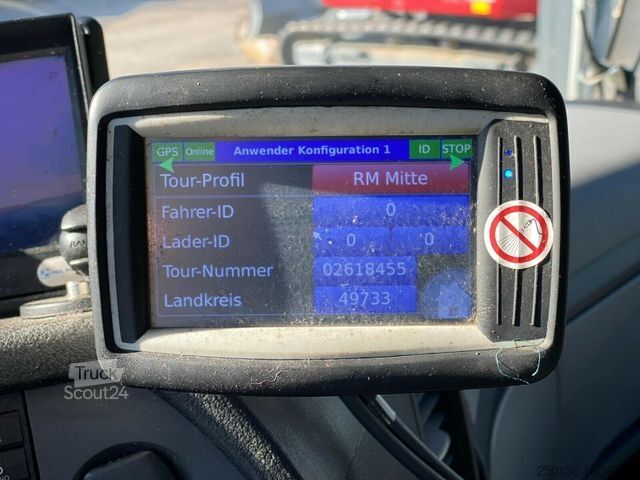 GPS Online Anwender Konfiguration 1 ID STOP
Tour-Profil RM Mitte
Fahrer-ID 0
Lader-ID 0 0
Tour-Nummer 02618455
Landkreis 49733
Truck
Scout24